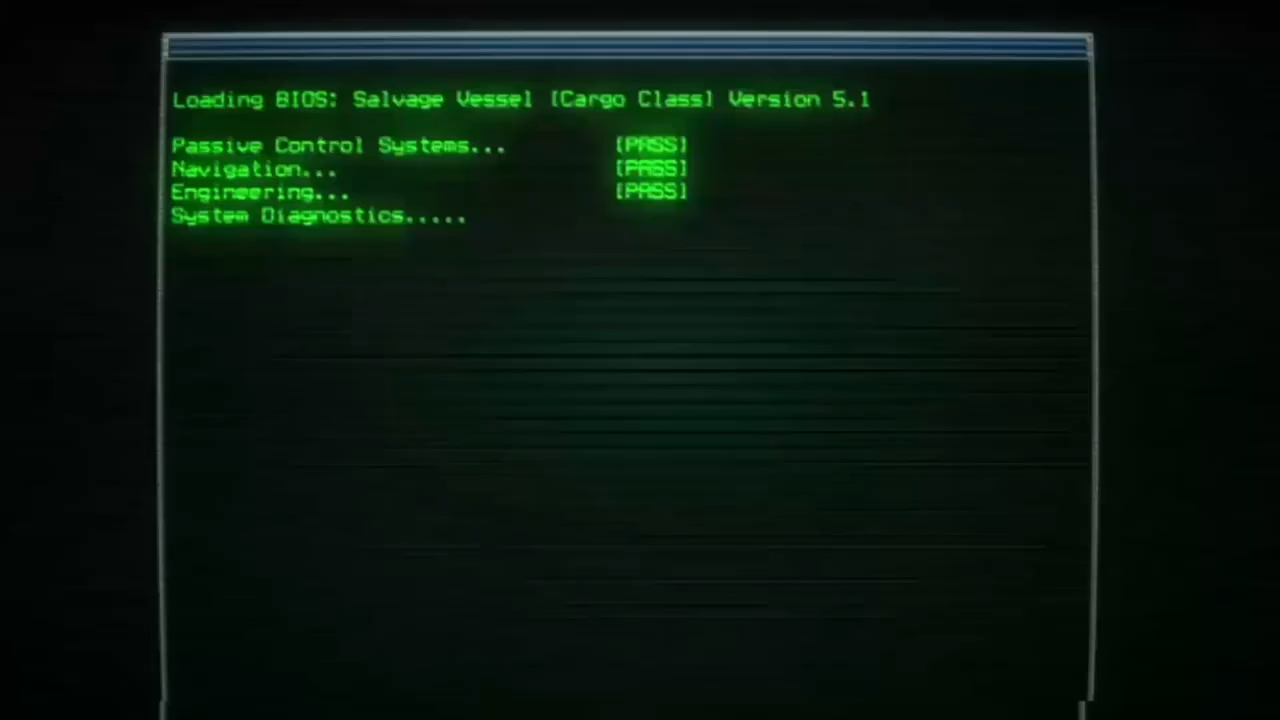 Loading BIOS: Salvage Vessel [Cargo Class] Version 5.1
Passive Control Systems... [PASS]
Navigation... [PASS]
Engineering... [PASS]
System Diagnostics.....